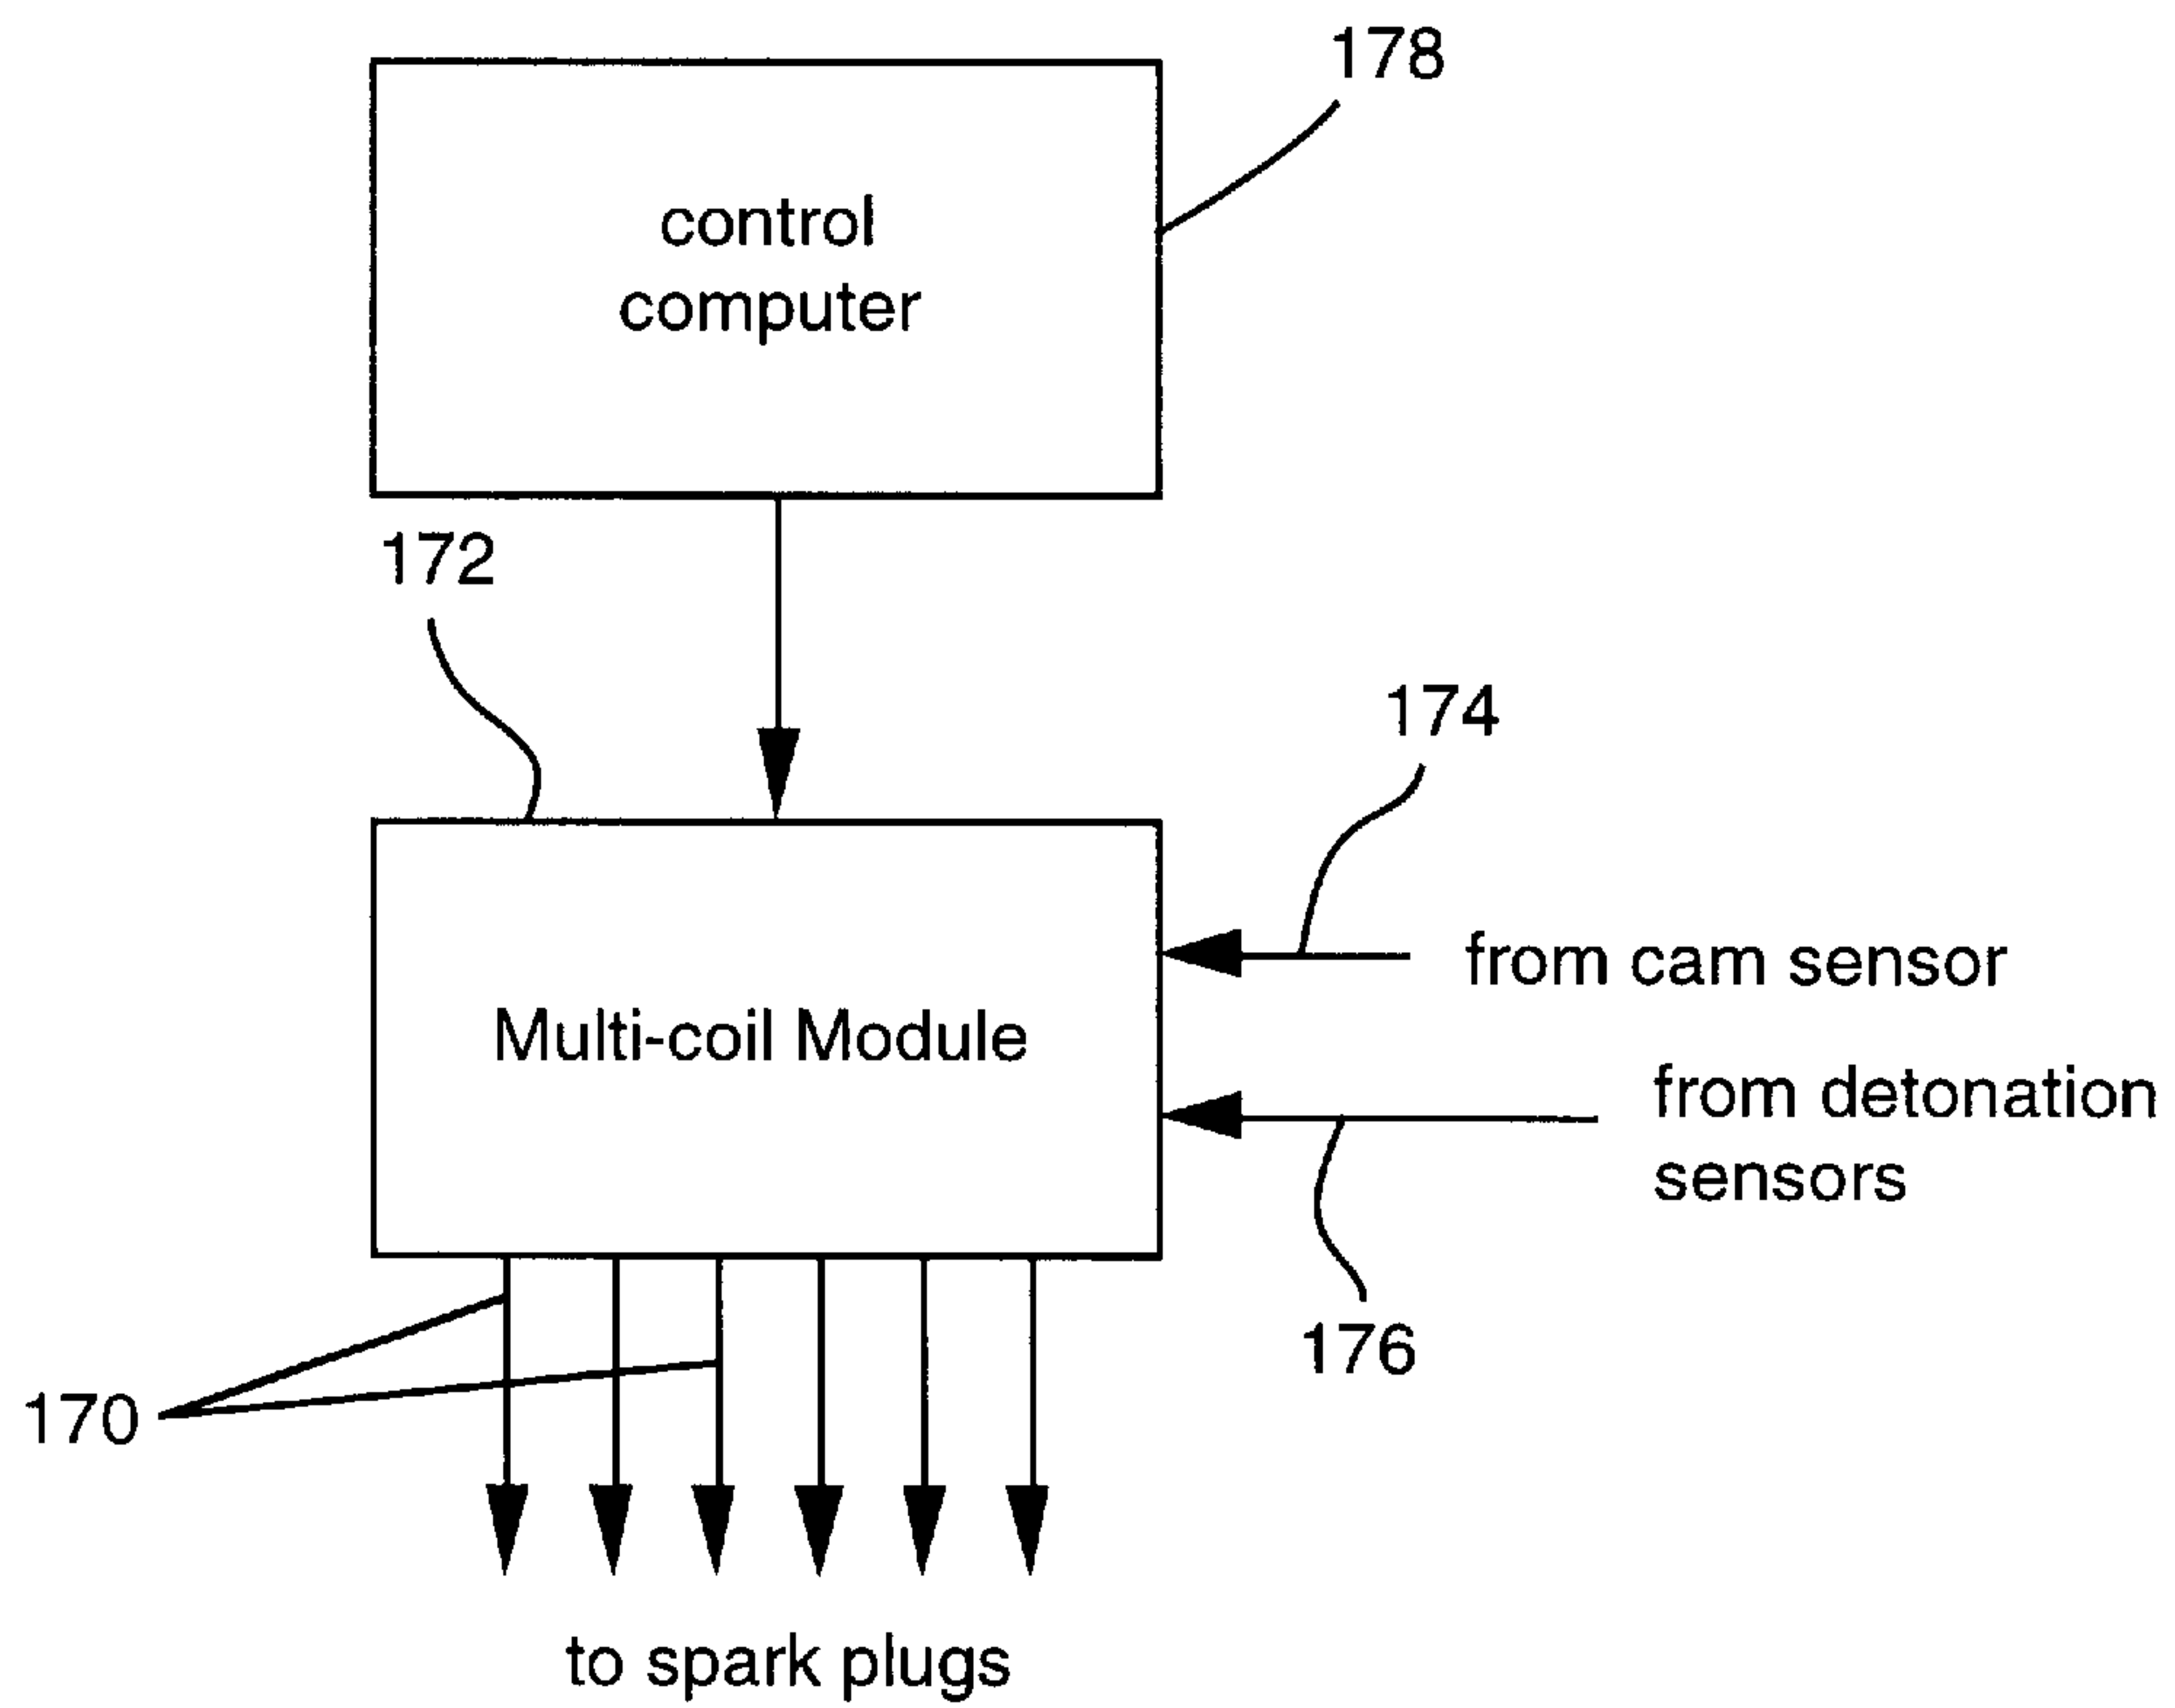 178
control
computer
172
174
from cam sensor
Multi-coil Module
from detonation
sensors
176
170
to spark plugs